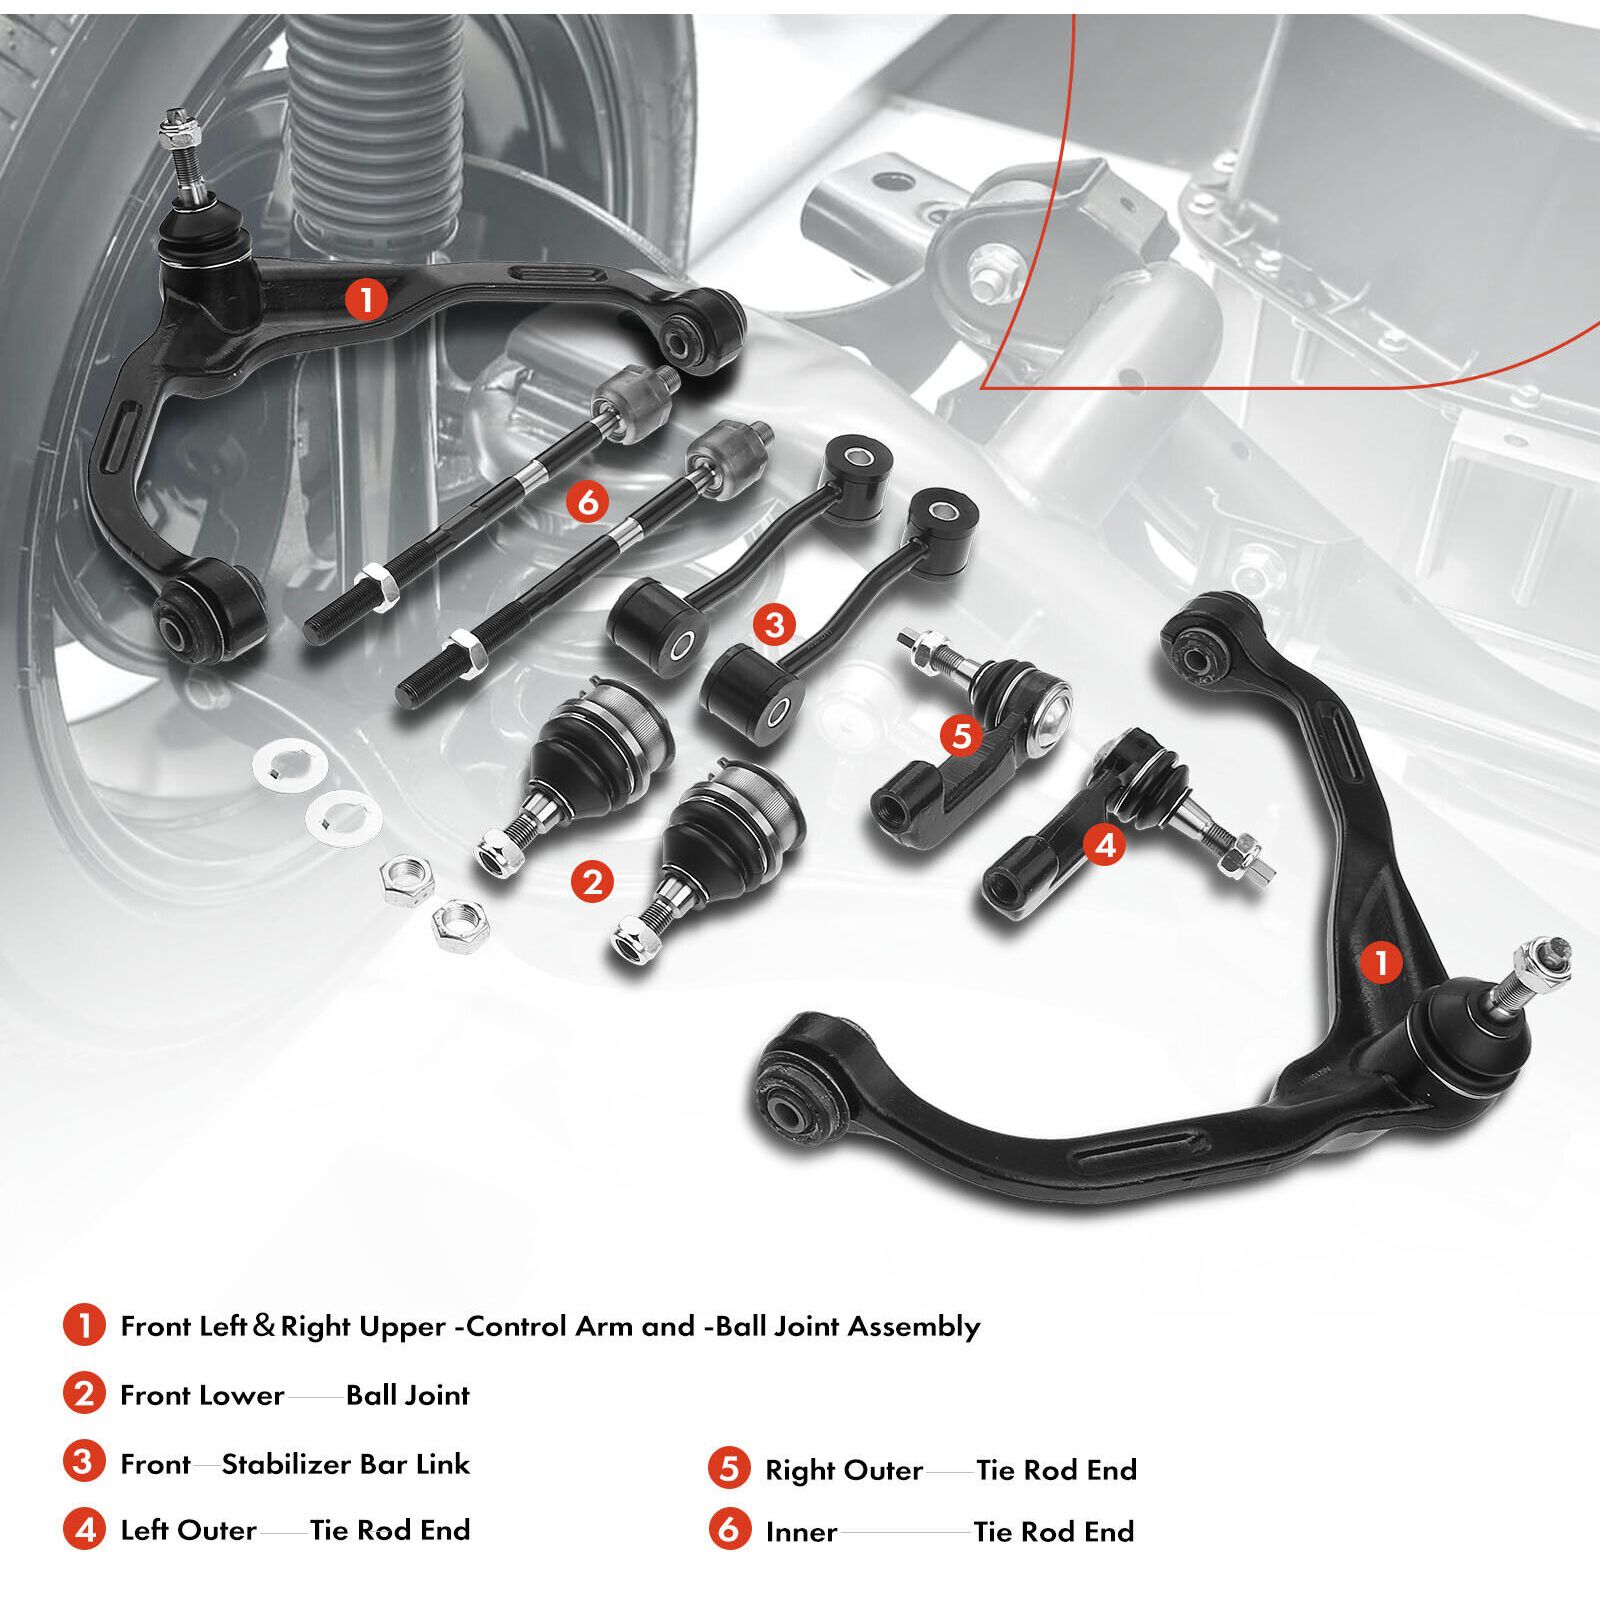 1
6
3
5
4
2
1
1 Front Left&Right Upper -Control Arm and -Ball Joint Assembly
2 Front Lower Ball Joint
3 Front Stabilizer Bar Link
4 Left Outer Tie Rod End
5 Right Outer Tie Rod End
6 Inner Tie Rod End